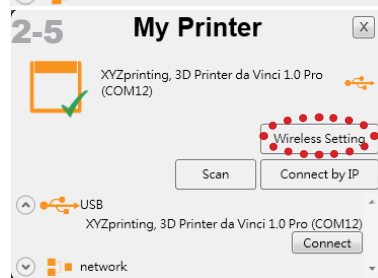 2-5
My Printer
X
XYZprinting, 3D Printer da Vinci 1.0 Pro
(COM12)
Wireless Setting
Scan
Connect by IP
USB
XYZprinting, 3D Printer da Vinci 1.0 Pro (COM12)
Connect
network